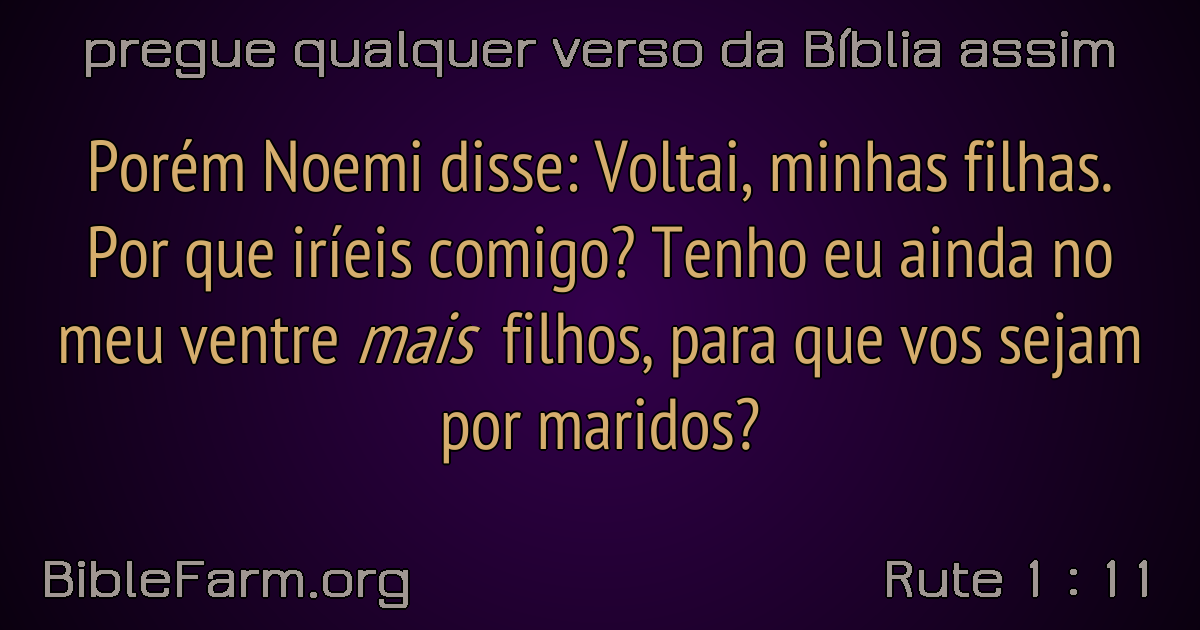 pregue qualquer verso da Bíblia assim
Porém Noemi disse: Voltai, minhas filhas.
Por que iríeis comigo? Tenho eu ainda no
meu ventre mais filhos, para que vos sejam
por maridos?
BibleFarm.org
Rute 1 : 11